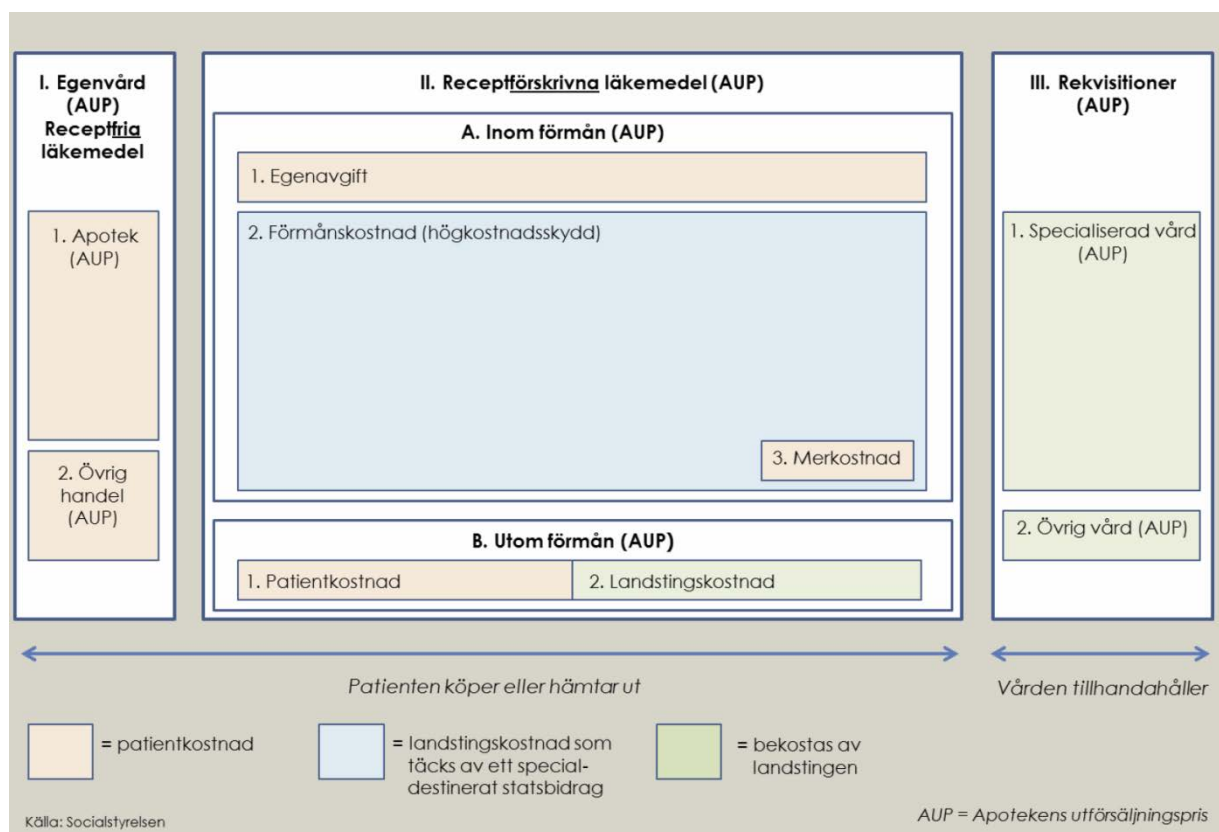 I. Egenvård
(AUP)
Receptfria
läkemedel
1. Apotek
(AUP)
2. Övrig
handel
(AUP)
II. Receptförskrivna läkemedel (AUP)
A. Inom förmån (AUP)
1. Egenavgift
2. Förmånskostnad (högkostnadsskydd)
3. Merkostnad
B. Utom förmån (AUP)
1. Patientkostnad
2. Landstingskostnad
III. Rekvisitioner
(AUP)
1. Specialiserad vård
(AUP)
2. Övrig vård (AUP)
Patienten köper eller hämtar ut
Vården tillhandahåller
= patientkostnad
= landstingskostnad som
täcks av ett special-
destinerat statsbidrag
= bekostas av
landstingen
Källa: Socialstyrelsen
AUP = Apotekens utförsäljningspris